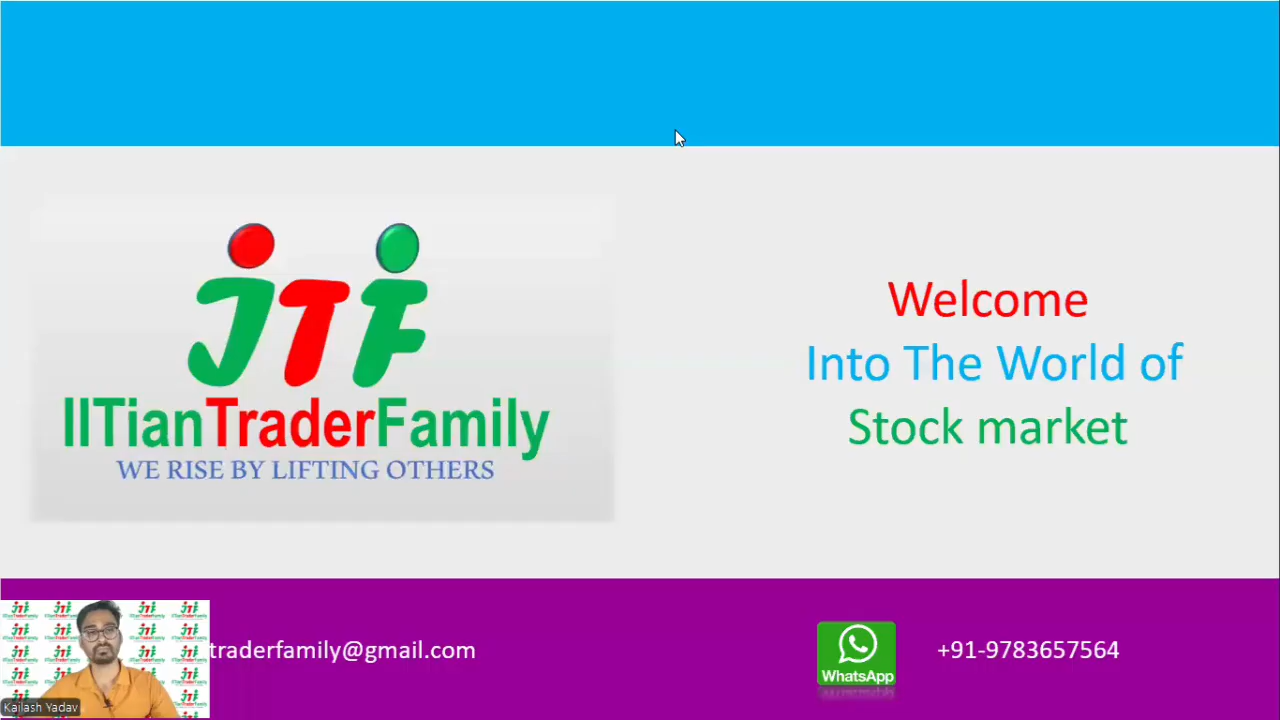 JTF
IITianTraderFamily
WE RISE BY LIFTING OTHERS
Welcome
Into The World of
Stock market
traderfamily@gmail.com
WhatsApp
+91-9783657564
Kailash Yadav